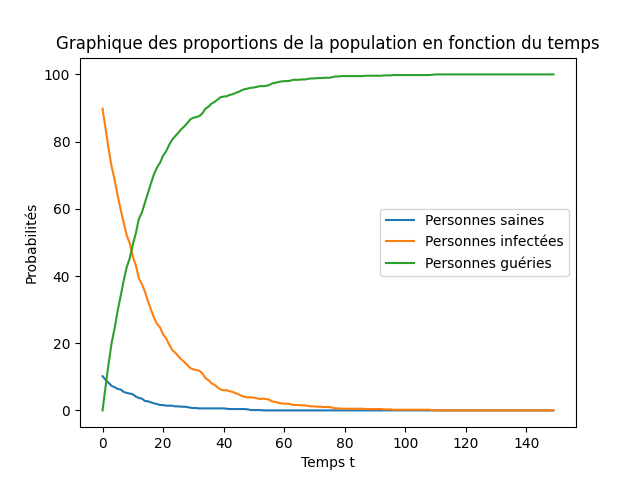 Graphique des proportions de la population en fonction du temps
100
80
60
40
20
0
Probabilités
Personnes saines
Personnes infectées
Personnes guéries
0 20 40 60 80 100 120 140
Temps t